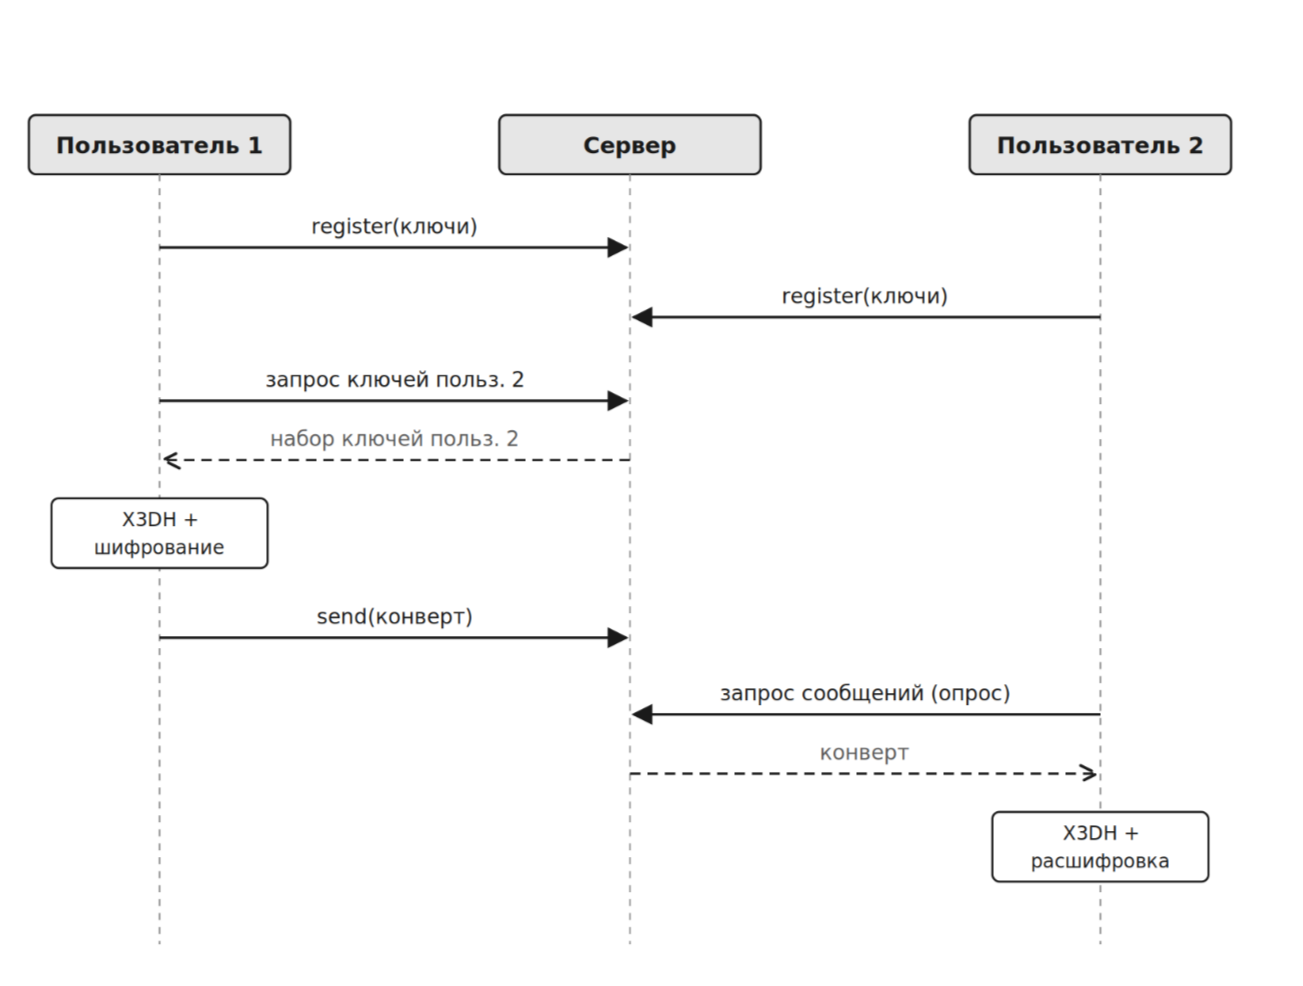 Пользователь 1
Сервер
Пользователь 2
register(ключи)
register(ключи)
запрос ключей польз. 2
набор ключей польз. 2
X3DH +
шифрование
send(конверт)
запрос сообщений (опрос)
конверт
X3DH +
расшифровка